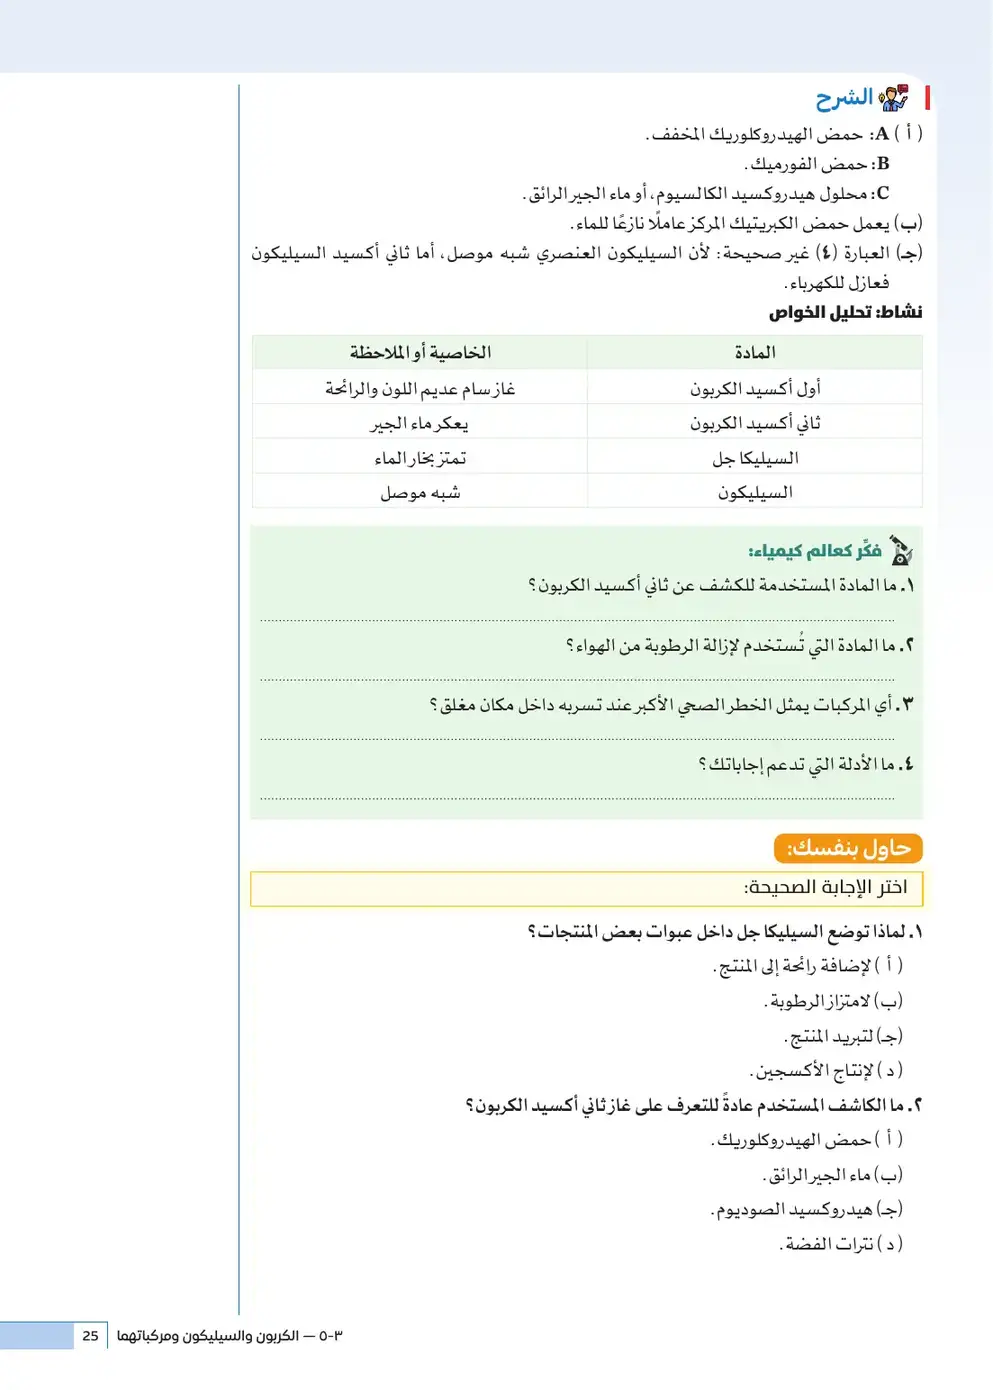 الشرح
( أ ) A: حمض الهيدروكلوريك المخفف.
B: حمض الفورميك.
C: محلول هيدروكسيد الكالسيوم، أو ماء الجير الرائق.
(ب) يعمل حمض الكبريتيك المركز عاملًا نازعًا للماء.
(جـ) العبارة (٤) غير صحيحة: لأن السيليكون العنصري شبه موصل، أما ثاني أكسيد السيليكون
فعازل للكهرباء.
نشاط: تحليل الخواص
المادة الخاصية أو الملاحظة
أول أكسيد الكربون غاز سام عديم اللون والرائحة
ثاني أكسيد الكربون يعكر ماء الجير
السيليكا جل تمتز بخار الماء
السيليكون شبه موصل
فكِّر كعالم كيمياء:
١. ما المادة المستخدمة للكشف عن ثاني أكسيد الكربون؟
٢. ما المادة التي تُستخدم لإزالة الرطوبة من الهواء؟
٣. أي المركبات يمثل الخطر الصحي الأكبر عند تسربه داخل مكان مغلق؟
٤. ما الأدلة التي تدعم إجاباتك؟
حاول بنفسك:
اختر الإجابة الصحيحة:
١. لماذا توضع السيليكا جل داخل عبوات بعض المنتجات؟
( أ ) لإضافة رائحة إلى المنتج.
(ب) لامتزاز الرطوبة.
(جـ) لتبريد المنتج.
( د ) لإنتاج الأكسجين.
٢. ما الكاشف المستخدم عادةً للتعرف على غاز ثاني أكسيد الكربون؟
( أ ) حمض الهيدروكلوريك.
(ب) ماء الجير الرائق.
(جـ) هيدروكسيد الصوديوم.
( د ) نترات الفضة.
٣-٥ — الكربون والسيليكون ومركباتهما 25